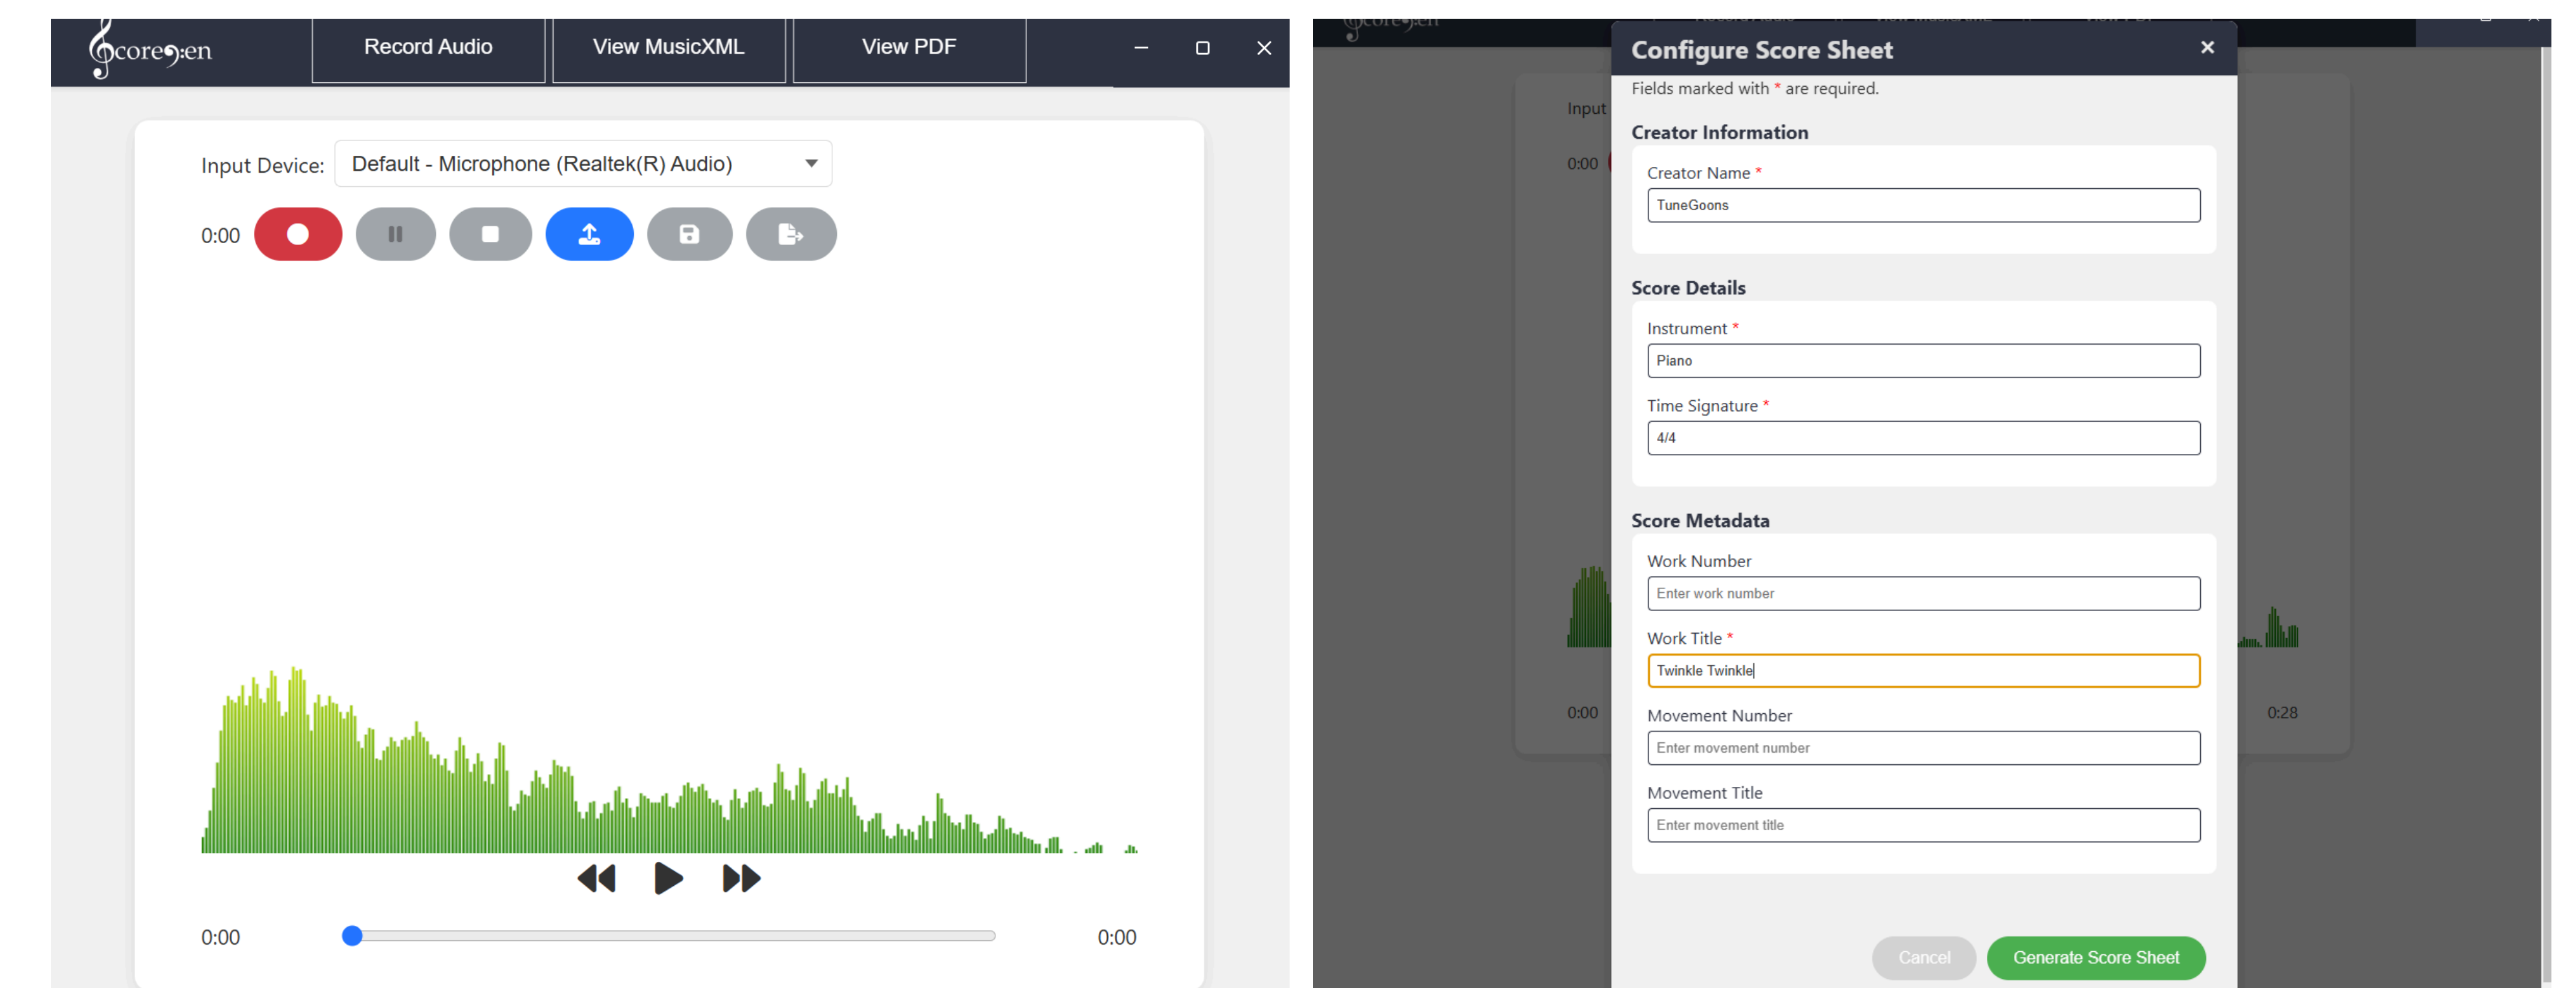 Scoregen
Record Audio
View MusicXML
View PDF
Input Device:
Default - Microphone (Realtek(R) Audio)
0:00
0:00
0:00
Configure Score Sheet
Fields marked with * are required.
Creator Information
Creator Name *
TuneGoons
Score Details
Instrument *
Piano
Time Signature *
4/4
Score Metadata
Work Number
Enter work number
Work Title *
Twinkle Twinkle
Movement Number
Enter movement number
Movement Title
Enter movement title
Cancel
Generate Score Sheet
Input
0:00
0:00
0:28